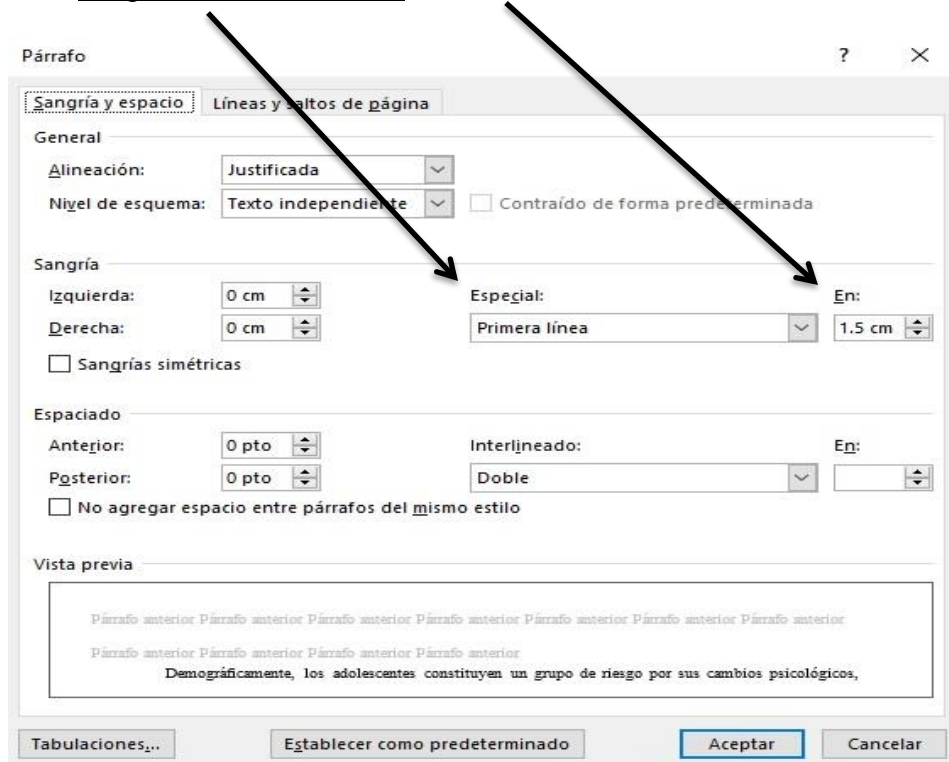 Párrafo ? ×
Sangría y espacio Líneas y saltos de página
General
Alineación: Justificada
Nivel de esquema: Texto independiente Contraído de forma predeterminada
Sangría
Izquierda: 0 cm Especial: En:
Derecha: 0 cm Primera línea 1.5 cm
Sangrías simétricas
Espaciado
Anterior: 0 pto Interlineado: En:
Posterior: 0 pto Doble
No agregar espacio entre párrafos del mismo estilo
Vista previa
Párrafo anterior Párrafo anterior Párrafo anterior Párrafo anterior Párrafo anterior Párrafo anterior Párrafo anterior
Párrafo anterior Párrafo anterior Párrafo anterior Párrafo anterior
Demográficamente, los adolescentes constituyen un grupo de riesgo por sus cambios psicológicos,
Tabulaciones... Establecer como predeterminado Aceptar Cancelar